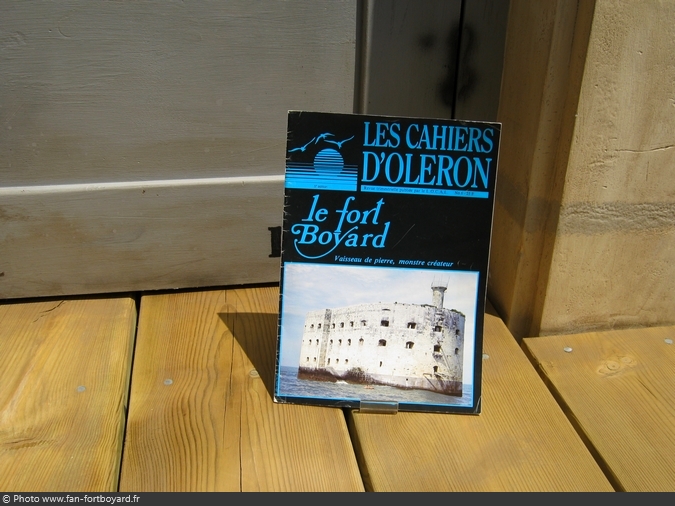 LES CAHIERS
D'OLERON
le fort
Boyard
Vaisseau de pierre, monstre créateur
© Photo www.fan-fortboyard.fr